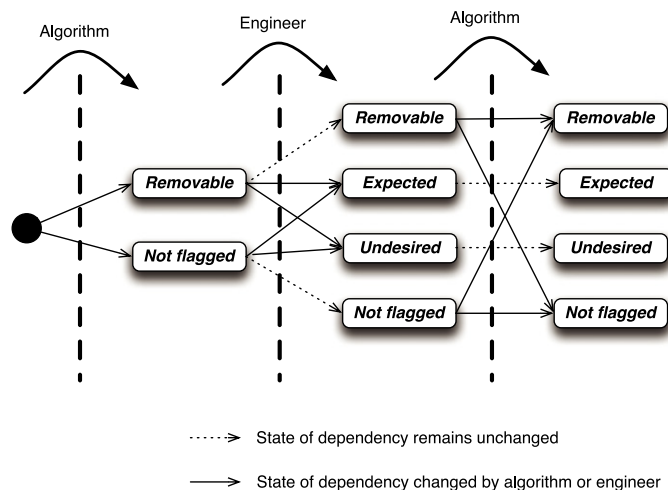 Algorithm
Engineer
Algorithm
Removable
Removable
Removable
Expected
Expected
Not flagged
Undesired
Undesired
Not flagged
Not flagged
State of dependency remains unchanged
State of dependency changed by algorithm or engineer